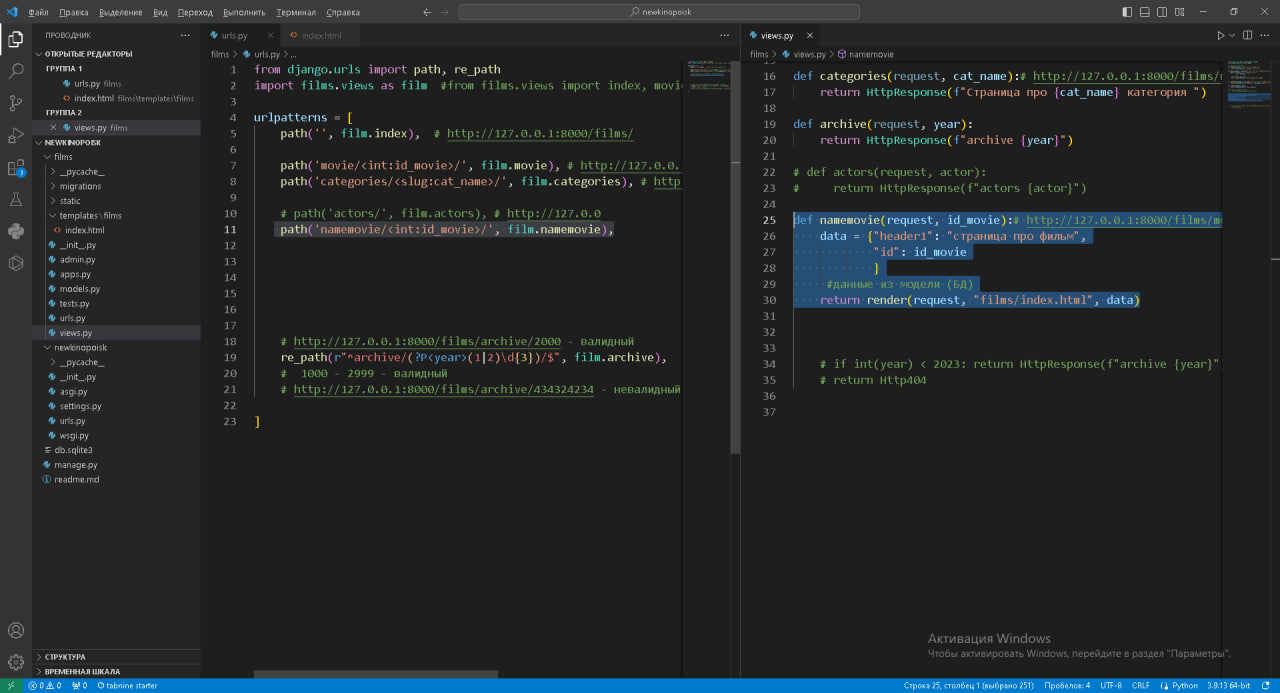 Файл Правка Выделение Вид Переход Выполнить Терминал Справка
newkinopoisk
ПРОВОДНИК
ОТКРЫТЫЕ РЕДАКТОРЫ
ГРУППА 1
urls.py films
index.html films\templates\films
ГРУППА 2
views.py films
NEWKINOPOISK
films
__pycache__
migrations
static
templates\films
index.html
__init__.py
admin.py
apps.py
models.py
tests.py
urls.py
views.py
newkinopoisk
__pycache__
__init__.py
asgi.py
settings.py
urls.py
wsgi.py
db.sqlite3
manage.py
readme.md
СТРУКТУРА
ВРЕМЕННАЯ ШКАЛА
urls.py
index.html
films > urls.py > ...
1 from django.urls import path, re_path
2 import films.views as film #from films.views import index, movi
3
4 urlpatterns = [
5 path('', film.index), # http://127.0.0.1:8000/films/
6
7 path('movie/<int:id_movie>/', film.movie), # http://127.0.0.
8 path('categories/<slug:cat_name>/', film.categories), # http
9
10 # path('actors/', film.actors), # http://127.0.0
11 path('namemovie/<int:id_movie>/', film.namemovie),
12
13
14
15
16
17
18 # http://127.0.0.1:8000/films/archive/2000 - валидный
19 re_path(r"^archive/(?P<year>(1|2)\d{3})/$", film.archive),
20 # 1000 - 2999 - валидный
21 # http://127.0.0.1:8000/films/archive/434324234 - невалидный
22
23 ]
views.py
films > views.py > namemovie
15
16 def categories(request, cat_name):# http://127.0.0.1:8000/films/
17 return HttpResponse(f"Страница про {cat_name} категория ")
18
19 def archive(request, year):
20 return HttpResponse(f"archive {year}")
21
22 # def actors(request, actor):
23 # return HttpResponse(f"actors {actor}")
24
25 def namemovie(request, id_movie):# http://127.0.0.1:8000/films/m
26 data = {"header1": "страница про фильм",
27 "id": id_movie
28 }
29 #данные из модели (БД)
30 return render(request, "films/index.html", data)
31
32
33
34 # if int(year) < 2023: return HttpResponse(f"archive {year}"
35 # return Http404
36
37
Активация Windows
Чтобы активировать Windows, перейдите в раздел "Параметры".
0 0 0 tabnine starter
Строка 25, столбец 1 (выбрано 251) Пробелов: 4 UTF-8 CRLF Python 3.9.13 64-bit